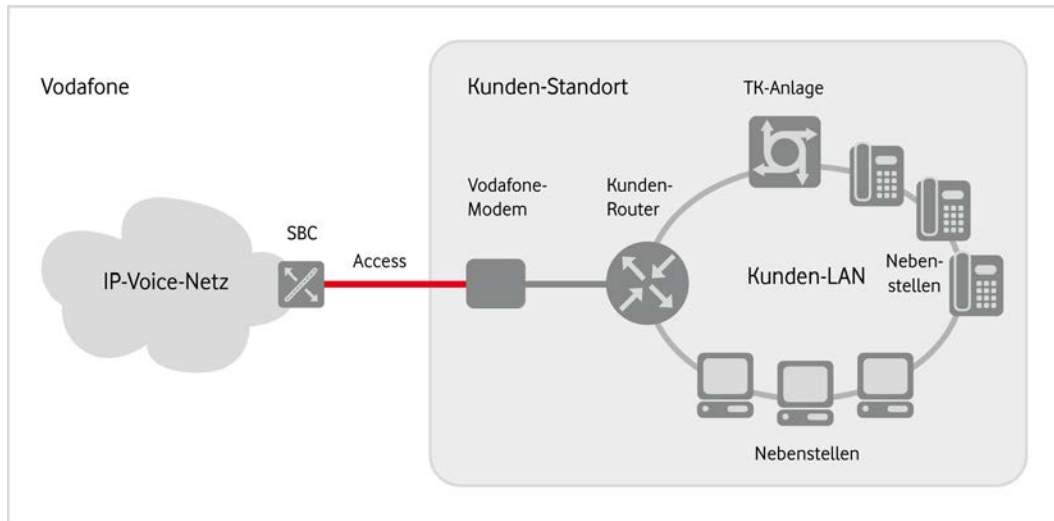 Vodafone
Kunden-Standort
TK-Anlage
Vodafone-
Modem
Kunden-
Router
SBC
Access
IP-Voice-Netz
Kunden-LAN
Neben-
stellen
Nebenstellen